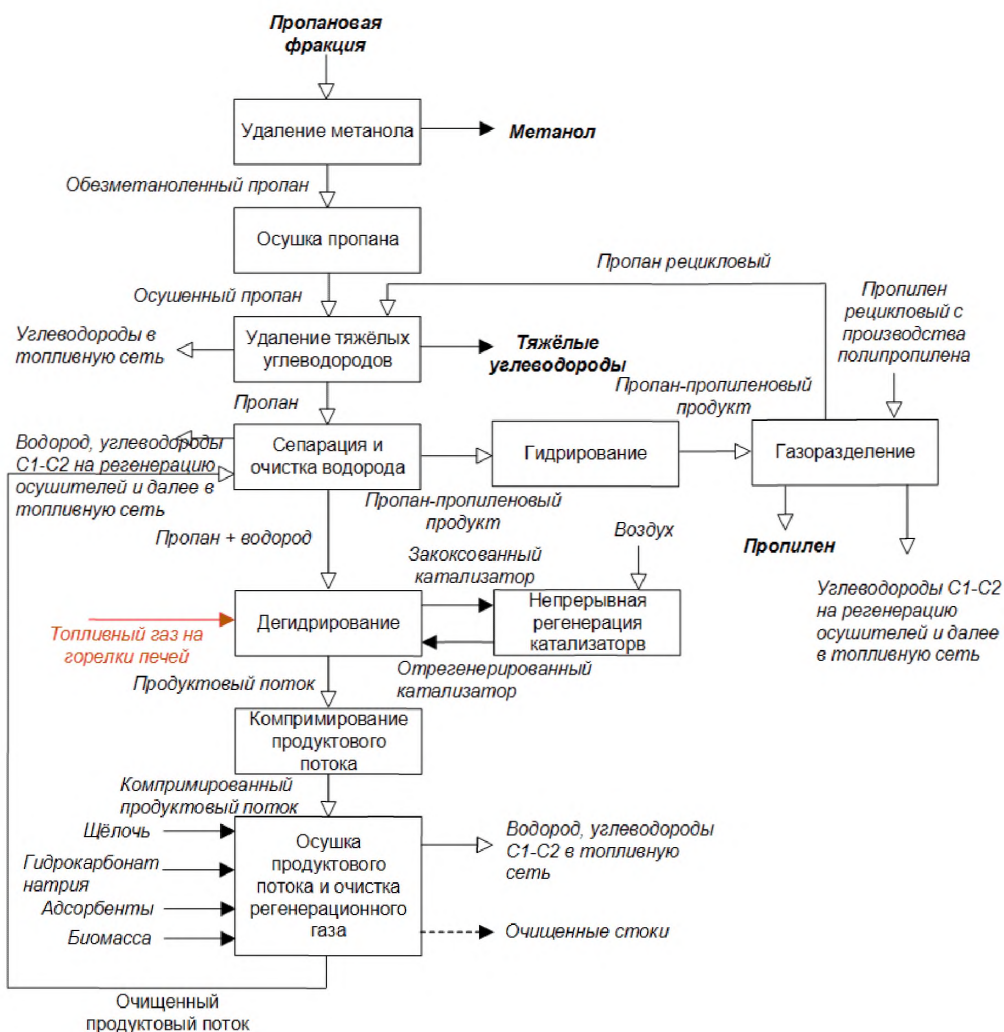 Пропановая
фракция
Удаление метанола
Метанол
Обезметаноленный пропан
Осушка пропана
Пропан рецикловый
Осушенный пропан
Пропилен
рецикловый с
производства
полипропилена
Углеводороды в
топливную сеть
Удаление тяжёлых
углеводородов
Тяжёлые
углеводороды
Пропан
Пропан-пропиленовый
продукт
Водород, углеводороды
С1-С2 на регенерацию
осушителей и далее в
топливную сеть
Сепарация и
очистка водорода
Гидрирование
Газоразделение
Пропан-пропиленовый
продукт
Пропан + водород
Воздух
Пропилен
Закоксованный
катализатор
Углеводороды С1-С2
на регенерацию
осушителей и далее
в топливную сеть
Топливный газ на
горелки печей
Дегидрирование
Непрерывная
регенерация
катализаторв
Отрегенерированный
катализатор
Продуктовый поток
Компримирование
продуктового
потока
Компримированный
продуктовый поток
Щёлочь
Гидрокарбонат
натрия
Адсорбенты
Биомасса
Осушка
продуктового
потока и очистка
регенерационного
газа
Водород, углеводороды
С1-С2 в топливную
сеть
Очищенные стоки
Очищенный
продуктовый поток